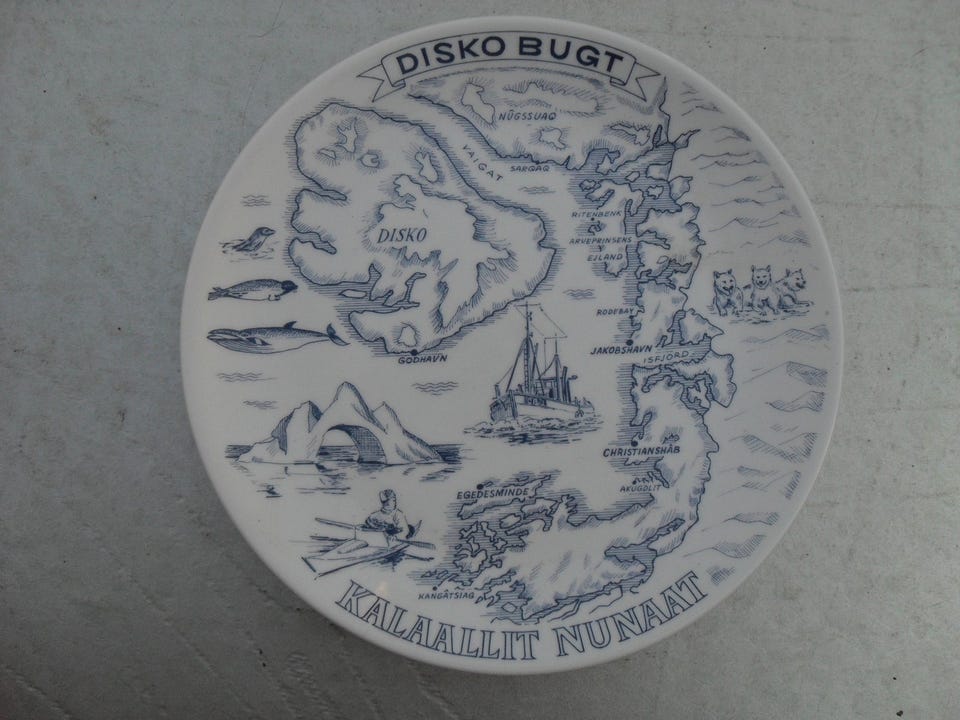 DISKO BUGT
NÛGSSUAQ
VAIGAT
SARQAQ
RITENBENK
DISKO
ARVEPRINSENS
EJLAND
RODEBAY
JAKOBSHAVN
ISFJORD
GODHAVN
CHRISTIANSHÅB
AKUGDLIT
EGEDESMINDE
KANGÂTSIAQ
KALAALLIT NUNAAT